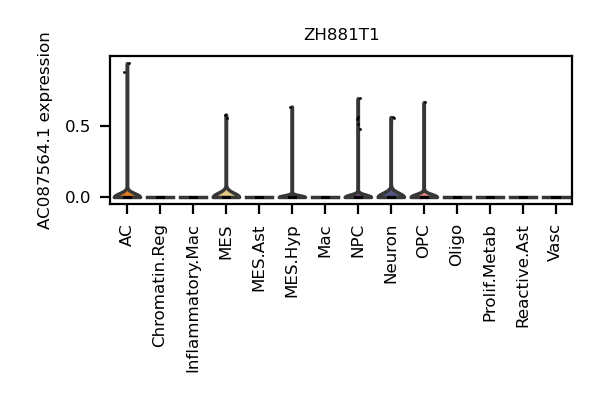 ZH881T1
AC087564.1 expression
0.5
0.0
AC
Chromatin.Reg
Inflammatory.Mac
MES
MES.Ast
MES.Hyp
Mac
NPC
Neuron
OPC
Oligo
Prolif.Metab
Reactive.Ast
Vasc